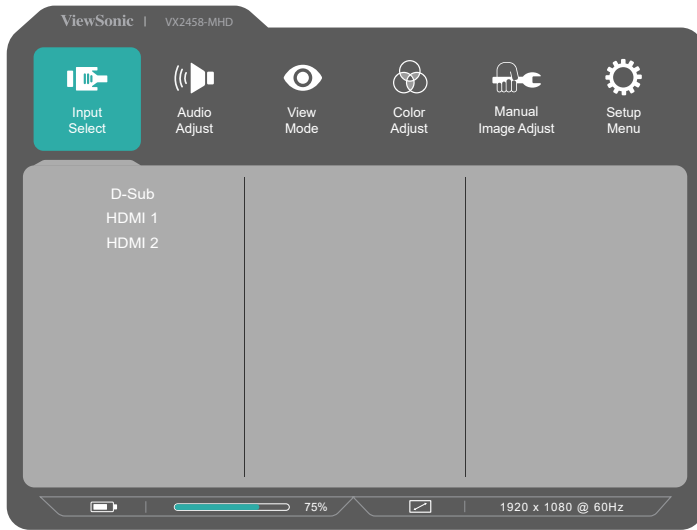 ViewSonic | VX2458-MHD
Input
Select
Audio
Adjust
View
Mode
Color
Adjust
Manual
Image Adjust
Setup
Menu
D-Sub
HDMI 1
HDMI 2
75%
1920 x 1080 @ 60Hz